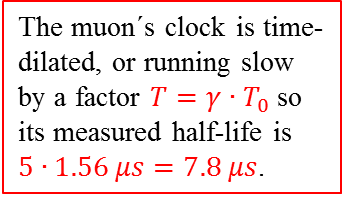 The muon´s clock is time-
dilated, or running slow
by a factor T = γ · T₀ so
its measured half-life is
5 · 1.56 μs = 7.8 μs.